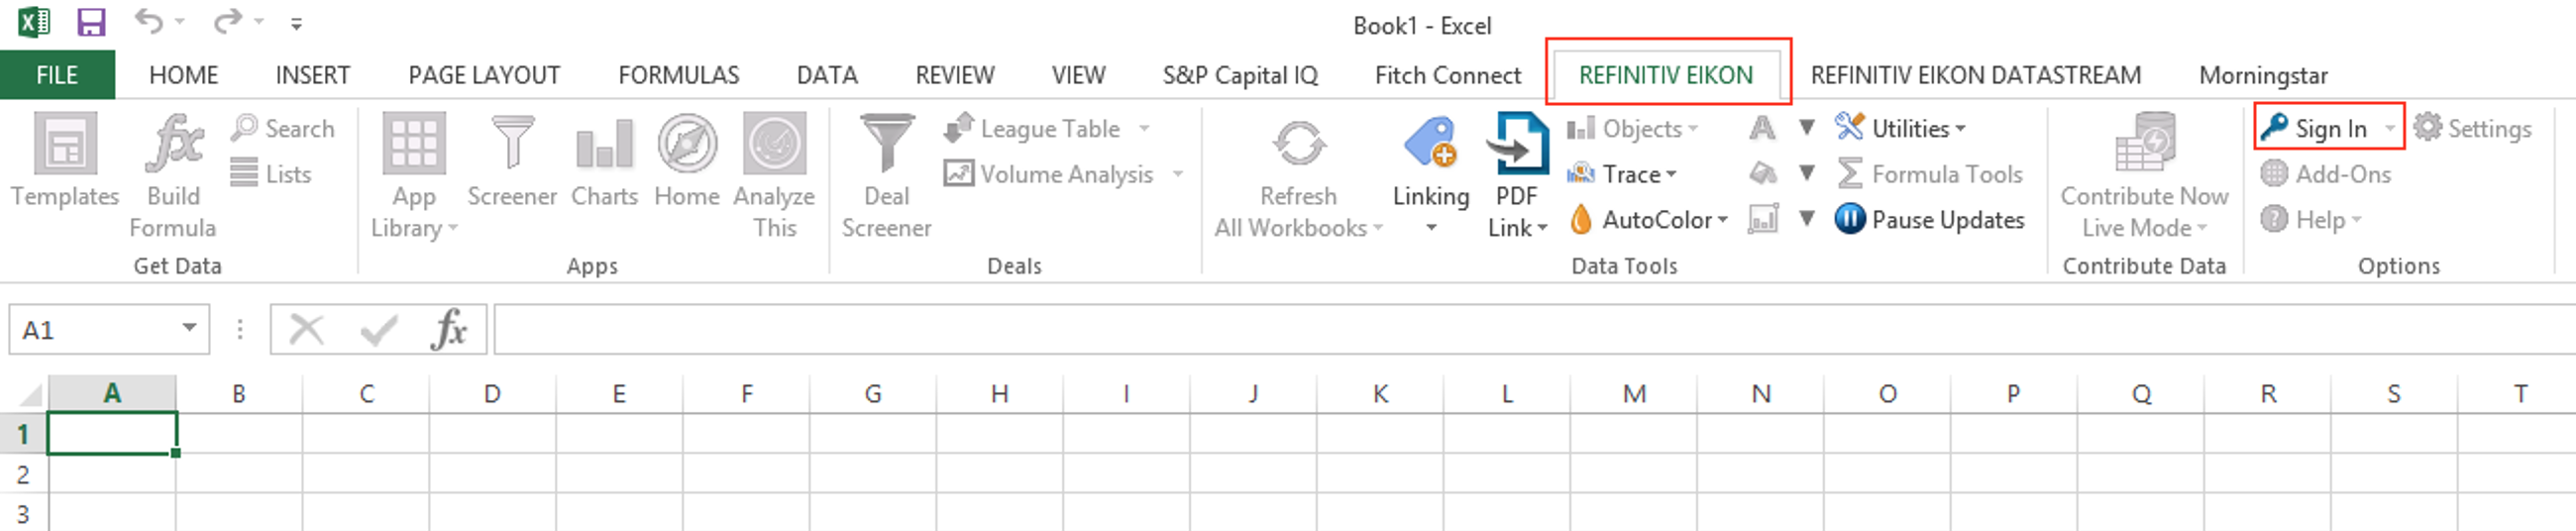 Book1 - Excel
FILE HOME INSERT PAGE LAYOUT FORMULAS DATA REVIEW VIEW S&P Capital IQ Fitch Connect REFINITIV EIKON REFINITIV EIKON DATASTREAM Morningstar
Templates
Build
Formula
Search
Lists
Get Data
App
Library
Screener
Charts
Home
Analyze
This
Apps
Deal
Screener
League Table
Volume Analysis
Deals
Refresh
All Workbooks
Linking
PDF
Link
Objects
Trace
AutoColor
A
Utilities
Formula Tools
Pause Updates
Data Tools
Contribute Now
Live Mode
Contribute Data
Sign In
Settings
Add-Ons
Help
Options
A1
fx
A B C D E F G H I J K L M N O P Q R S T
1
2
3